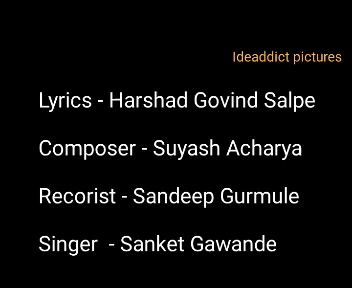 Ideaddict pictures
Lyrics - Harshad Govind Salpe
Composer - Suyash Acharya
Recorist - Sandeep Gurmule
Singer - Sanket Gawande